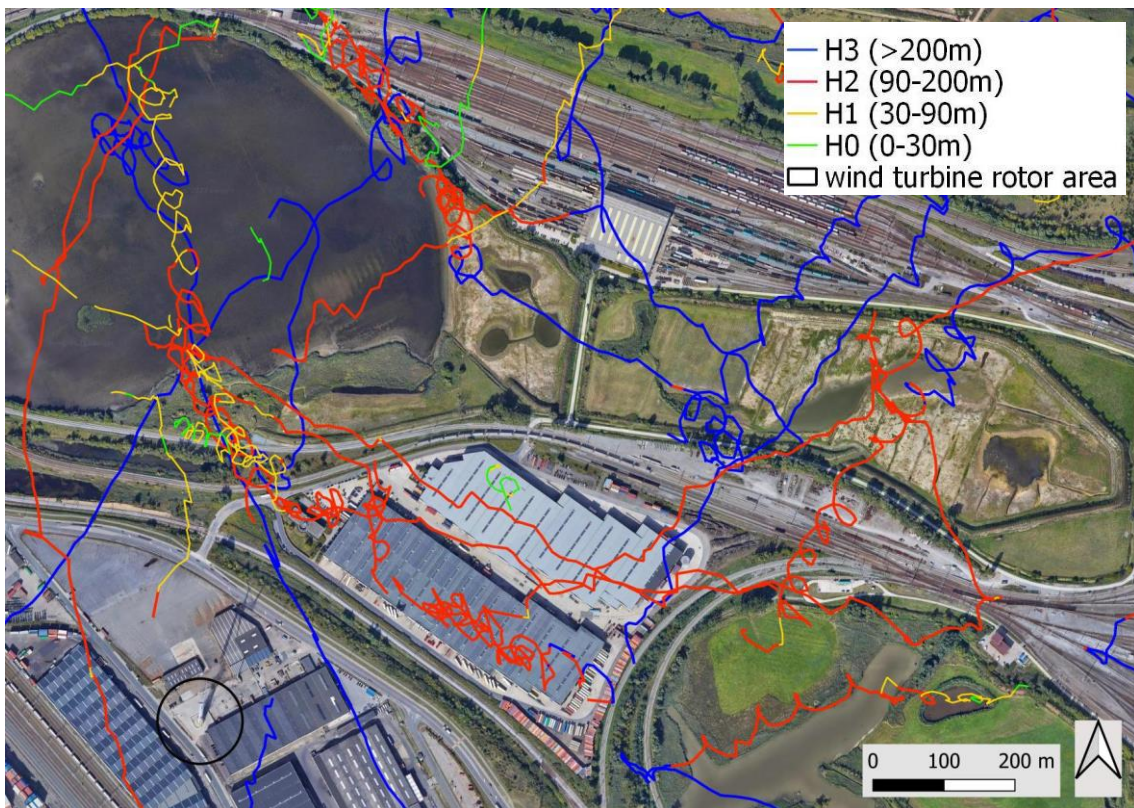 H3 (>200m)
H2 (90-200m)
H1 (30-90m)
H0 (0-30m)
wind turbine rotor area
0 100 200 m